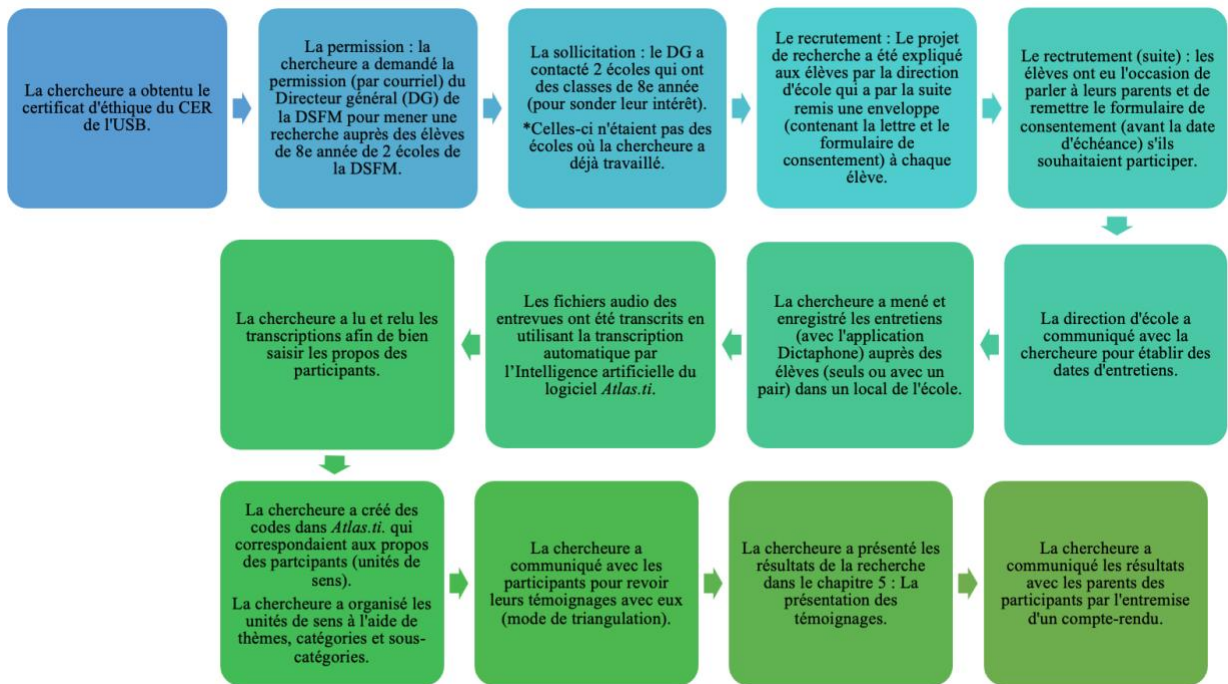 La chercheure a obtenu le
certificat d'éthique du CER
de l'USB.
La permission : la
chercheure a demandé la
permission (par courriel) du
Directeur général (DG) de
la DSFM pour mener une
recherche auprès des élèves
de 8e année de 2 écoles de
la DSFM.
La sollicitation : le DG a
contacté 2 écoles qui ont
des classes de 8e année
(pour sonder leur intérêt).
*Celles-ci n'étaient pas des
écoles où la chercheure a
déjà travaillé.
Le recrutement : Le projet
de recherche a été expliqué
aux élèves par la direction
d'école qui a par la suite
remis une enveloppe
(contenant la lettre et le
formulaire de
consentement) à chaque
élève.
Le rectrutement (suite) : les
élèves ont eu l'occasion de
parler à leurs parents et de
remettre le formulaire de
consentement (avant la date
d'échéance) s'ils
souhaitaient participer.
La direction d'école a
communiqué avec la
chercheure pour établir des
dates d'entretiens.
La chercheure a mené et
enregistré les entretiens
(avec l'application
Dictaphone) auprès des
élèves (seuls ou avec un
pair) dans un local de l'école.
Les fichiers audio des
entrevues ont été transcrits en
utilisant la transcription
automatique par
l’Intelligence artificielle du
logiciel Atlas.ti.
La chercheure a lu et relu les
transcriptions afin de bien
saisir les propos des
participants.
La chercheure a créé des
codes dans Atlas.ti. qui
correspondaient aux propos
des partcipants (unités de
sens).
La chercheure a organisé les
unités de sens à l'aide de
thèmes, catégories et sous-
catégories.
La chercheure a
communiqué avec les
participants pour revoir
leurs témoignages avec eux
(mode de triangulation).
La chercheure a présenté les
résultats de la recherche
dans le chapitre 5 : La
présentation des
témoignages.
La chercheure a
communiqué les résultats
avec les parents des
participants par l'entremise
d'un compte-rendu.